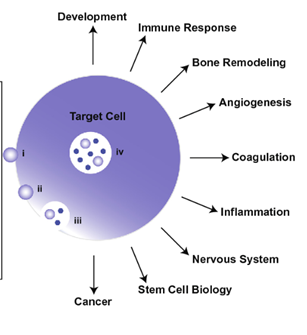 Development
Immune Response
Bone Remodeling
Angiogenesis
Target Cell
i
iv
Coagulation
ii
iii
Inflammation
Nervous System
Stem Cell Biology
Cancer